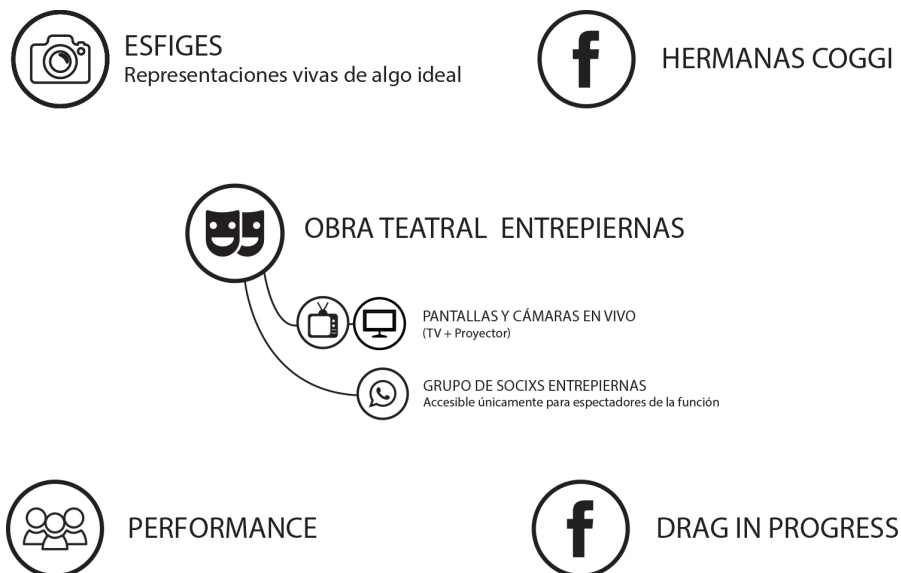 ESFIGES
Representaciones vivas de algo ideal
HERMANAS COGGI
OBRA TEATRAL ENTREPIERNAS
PANTALLAS Y CÁMARAS EN VIVO
(TV + Proyector)
GRUPO DE SOCIXS ENTREPIERNAS
Accesible únicamente para espectadores de la función
PERFORMANCE
DRAG IN PROGRESS